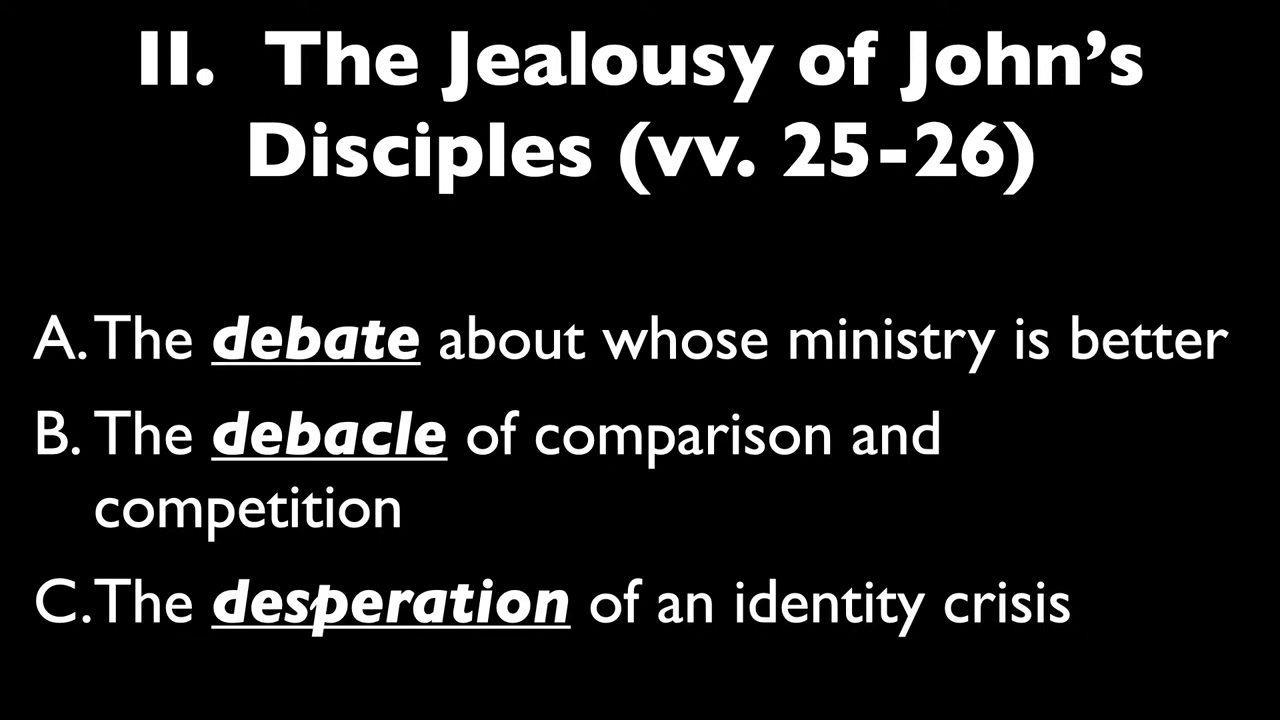 II.  The Jealousy of John’s
Disciples (vv. 25-26)
A. The debate about whose ministry is better
B. The debacle of comparison and
competition
C. The desperation of an identity crisis